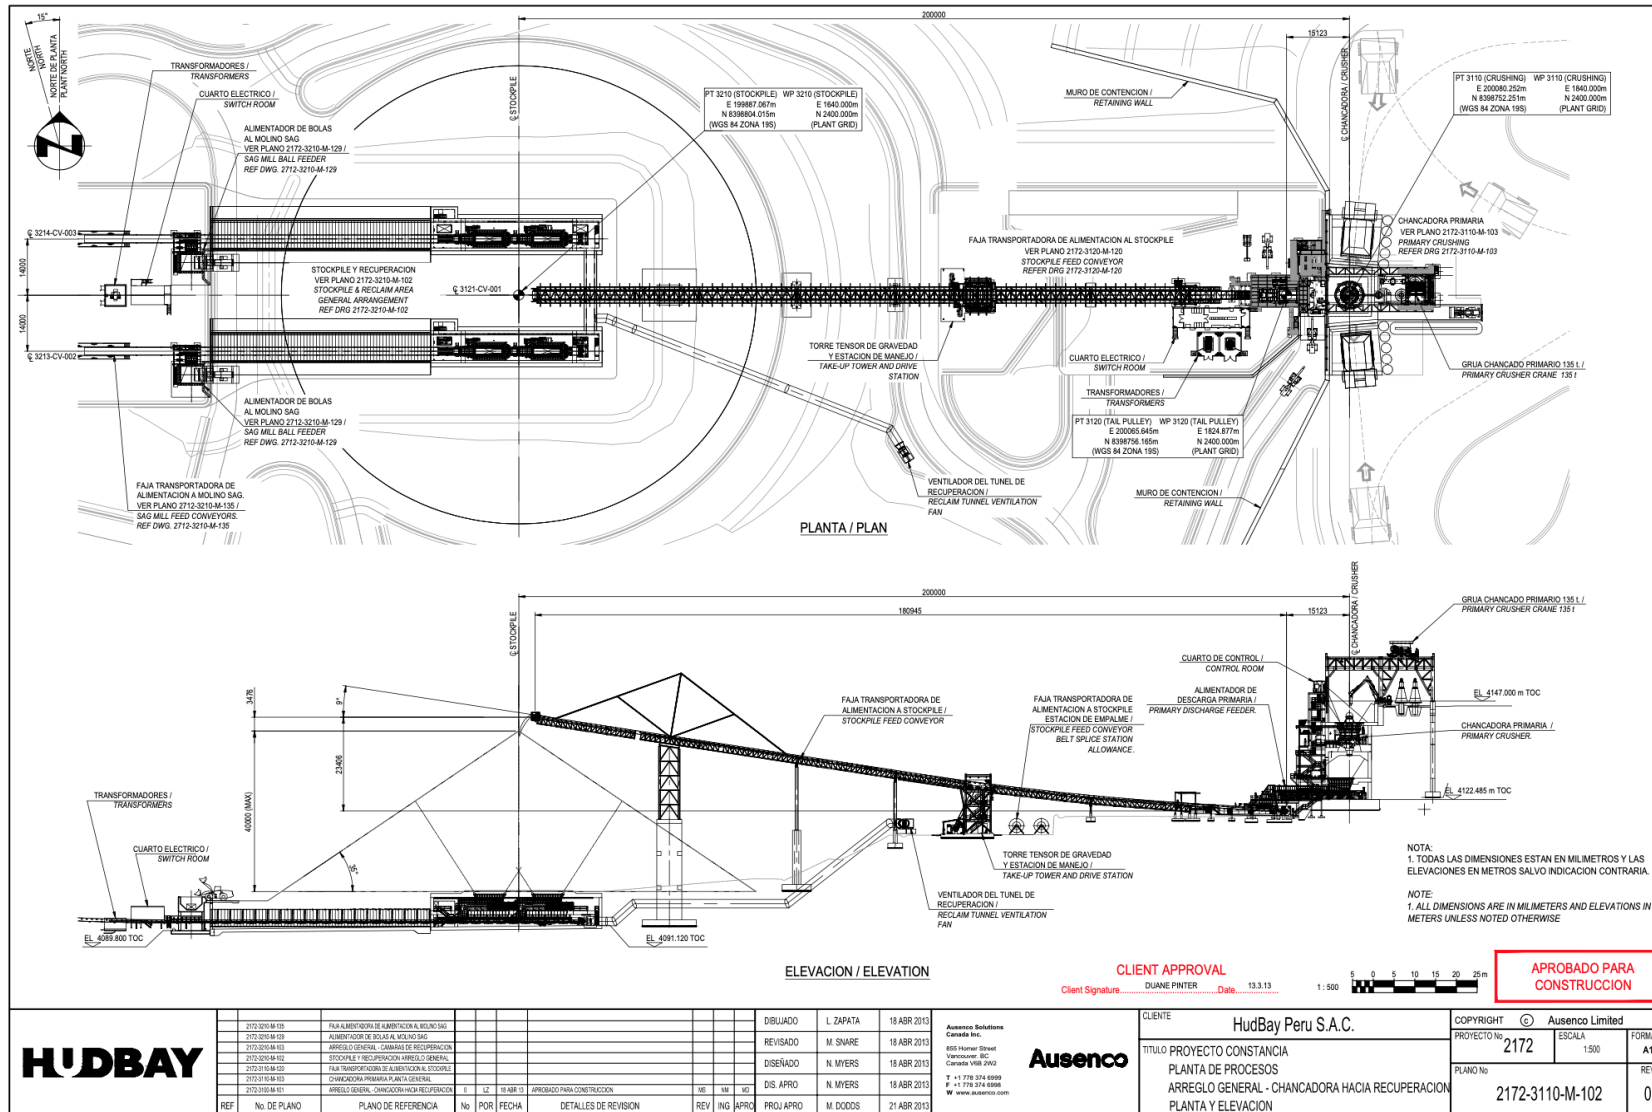 200000
15123
15°
NORTE
NORTH
NORTE DE PLANTA
PLANT NORTH
N
TRANSFORMADORES /
TRANSFORMERS
CUARTO ELECTRICO /
SWITCH ROOM
ALIMENTADOR DE BOLAS
AL MOLINO SAG
VER PLANO 2172-3210-M-129 /
SAG MILL BALL FEEDER
REF DWG. 2712-3210-M-129
℄ STOCKPILE
PT 3210 (STOCKPILE) WP 3210 (STOCKPILE)
E 199887.067m E 1640.000m
N 8398804.015m N 2400.000m
(WGS 84 ZONA 19S) (PLANT GRID)
MURO DE CONTENCION /
RETAINING WALL
℄ CHANCADORA / CRUSHER
PT 3110 (CRUSHING) WP 3110 (CRUSHING)
E 200080.252m E 1840.000m
N 8398752.251m N 2400.000m
(WGS 84 ZONA 19S) (PLANT GRID)
CHANCADORA PRIMARIA
VER PLANO 2172-3110-M-103
PRIMARY CRUSHING
REFER DRG 2172-3110-M-103
℄ 3214-CV-003
14000
14000
℄ 3213-CV-002
STOCKPILE Y RECUPERACION
VER PLANO 2172-3210-M-102
STOCKPILE & RECLAIM AREA
GENERAL ARRANGEMENT
REF DRG 2172-3210-M-102
℄ 3121-CV-001
FAJA TRANSPORTADORA DE ALIMENTACION AL STOCKPILE
VER PLANO 2172-3120-M-120
STOCKPILE FEED CONVEYOR
REFER DRG 2172-3120-M-120
TORRE TENSOR DE GRAVEDAD
Y ESTACION DE MANEJO /
TAKE-UP TOWER AND DRIVE
STATION
CUARTO ELECTRICO /
SWITCH ROOM
TRANSFORMADORES /
TRANSFORMERS
GRUA CHANCADO PRIMARIO 135 t. /
PRIMARY CRUSHER CRANE 135 t
ALIMENTADOR DE BOLAS
AL MOLINO SAG
VER PLANO 2172-3210-M-129 /
SAG MILL BALL FEEDER
REF DWG. 2712-3210-M-129
PT 3120 (TAIL PULLEY) WP 3120 (TAIL PULLEY)
E 200065.645m E 1824.877m
N 8398756.165m N 2400.000m
(WGS 84 ZONA 19S) (PLANT GRID)
FAJA TRANSPORTADORA DE
ALIMENTACION A MOLINO SAG.
VER PLANO 2712-3210-M-135 /
SAG MILL FEED CONVEYORS.
REF DWG. 2712-3210-M-135
VENTILADOR DEL TUNEL DE
RECUPERACION /
RECLAIM TUNNEL VENTILATION
FAN
MURO DE CONTENCION /
RETAINING WALL
PLANTA / PLAN
200000
180945
15123
℄ STOCKPILE
℄ CHANCADORA / CRUSHER
GRUA CHANCADO PRIMARIO 135 t. /
PRIMARY CRUSHER CRANE 135 t
CUARTO DE CONTROL /
CONTROL ROOM
ALIMENTADOR DE
DESCARGA PRIMARIA /
PRIMARY DISCHARGE FEEDER.
EL 4147.000 m TOC
CHANCADORA PRIMARIA /
PRIMARY CRUSHER.
EL 4122.485 m TOC
3476
9°
23406
40000 (MAX)
35°
FAJA TRANSPORTADORA DE
ALIMENTACION A STOCKPILE /
STOCKPILE FEED CONVEYOR
FAJA TRANSPORTADORA DE
ALIMENTACION A STOCKPILE
ESTACION DE EMPALME /
STOCKPILE FEED CONVEYOR
BELT SPLICE STATION
ALLOWANCE.
TRANSFORMADORES /
TRANSFORMERS
CUARTO ELECTRICO /
SWITCH ROOM
TORRE TENSOR DE GRAVEDAD
Y ESTACION DE MANEJO /
TAKE-UP TOWER AND DRIVE STATION
VENTILADOR DEL TUNEL DE
RECUPERACION /
RECLAIM TUNNEL VENTILATION
FAN
EL 4089.800 TOC
EL 4091.120 TOC
NOTA:
1. TODAS LAS DIMENSIONES ESTAN EN MILIMETROS Y LAS
ELEVACIONES EN METROS SALVO INDICACION CONTRARIA.
NOTE:
1. ALL DIMENSIONS ARE IN MILIMETERS AND ELEVATIONS IN
METERS UNLESS NOTED OTHERWISE
ELEVACION / ELEVATION
CLIENT APPROVAL
Client Signature DUANE PINTER Date 13.3.13
1 : 500
5 0 5 10 15 20 25m
APROBADO PARA
CONSTRUCCION
HUDBAY
2172-3210-M-135 FAJA ALIMENTADORA DE ALIMENTACION AL MOLINO SAG
2172-3210-M-129 ALIMENTADOR DE BOLAS AL MOLINO SAG
2172-3210-M-103 ARREGLO GENERAL - CAMARAS DE RECUPERACION
2172-3210-M-102 STOCKPILE Y RECUPERACION ARREGLO GENERAL
2172-3110-M-120 FAJA TRANSPORTADORA DE ALIMENTACION AL STOCKPILE
2172-3110-M-103 CHANCADORA PRIMARIA PLANTA GENERAL
2172-3100-M-101 ARREGLO GENERAL - CHANCADORA HACIA RECUPERACION 0 LZ 18 ABR 13 APROBADO PARA CONSTRUCCION MS NM MD
REF No. DE PLANO PLANO DE REFERENCIA No POR FECHA DETALLES DE REVISION REV ING APRO
DIBUJADO L. ZAPATA 18 ABR 2013
REVISADO M. SNARE 18 ABR 2013
DISEÑADO N. MYERS 18 ABR 2013
DIS. APRO N. MYERS 18 ABR 2013
PROJ APRO M. DODDS 21 ABR 2013
Ausenco Solutions
Canada Inc.
855 Homer Street
Vancouver. BC
Canada V6B 2W2
T +1 778 374 6999
F +1 778 374 6998
W www.ausenco.com
Ausenco
CLIENTE
HudBay Peru S.A.C.
TITULO PROYECTO CONSTANCIA
PLANTA DE PROCESOS
ARREGLO GENERAL - CHANCADORA HACIA RECUPERACION
PLANTA Y ELEVACION
COPYRIGHT © Ausenco Limited
PROYECTO No 2172
ESCALA 1:500
FORMA
A1
PLANO No
2172-3110-M-102
REV
0